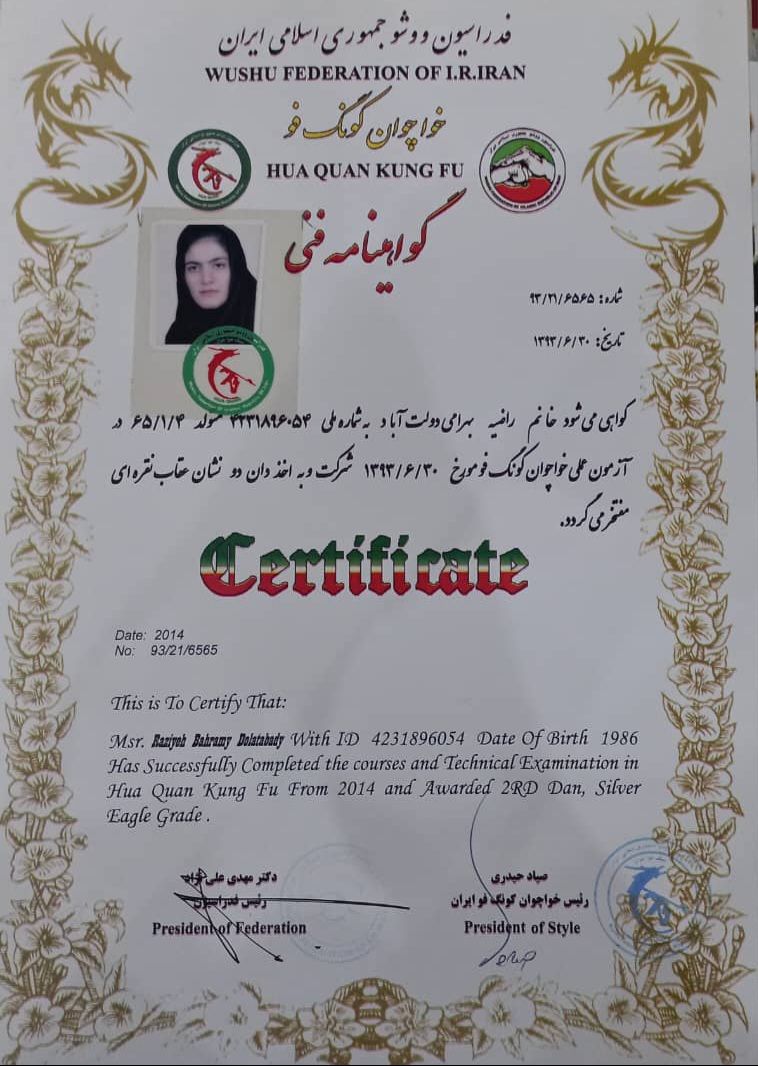 فدراسیون ووشو جمهوری اسلامی ایران
WUSHU FEDERATION OF I.R.IRAN
خواچوان کونگ فو
HUA QUAN KUNG FU
گواهینامه فنی
شماره: ۹۳/۲۱/۶۵۶۵
تاریخ: ۱۳۹۳/۶/۳۰
گواهی می شود خانم راضیه بهرامی دولت آباد به شماره ملی ۴۲۳۱۸۹۶۰۵۴ متولد ۶۵/۱/۴ در
آزمون عملی خواچوان کونگ فو مورخ ۱۳۹۳/۶/۳۰ شرکت و به اخذ دان دو نشان عقاب نقره ای
مفتخر می گردد.
Certificate
Date: 2014
No: 93/21/6565
This is To Certify That:
Msr. Raziyeh Bahramy Dolatabady With ID 4231896054 Date Of Birth 1986
Has Successfully Completed the courses and Technical Examination in
Hua Quan Kung Fu From 2014 and Awarded 2RD Dan, Silver
Eagle Grade .
دکتر مهدی علی نژاد
رئیس فدراسیون
President of Federation
صیاد حیدری
رئیس خواچوان کونگ فو ایران
President of Style